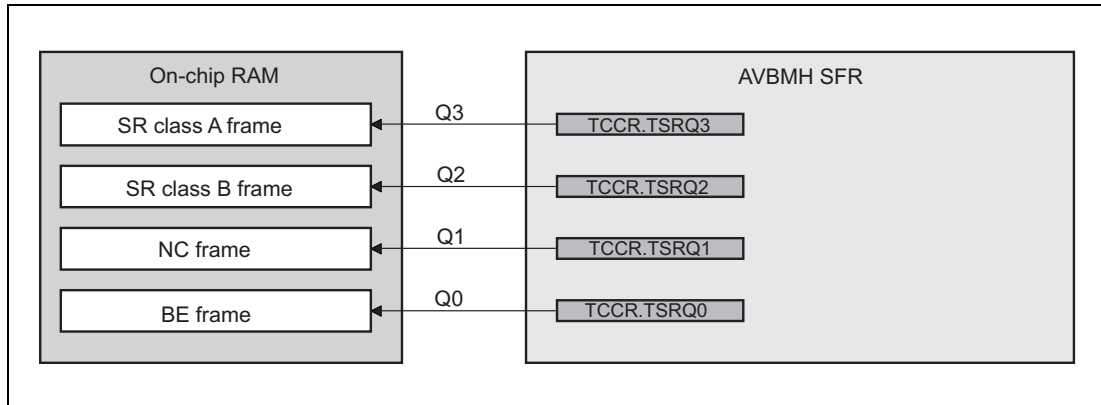 On-chip RAM
AVBMH SFR
SR class A frame
Q3
TCCR.TSRQ3
SR class B frame
Q2
TCCR.TSRQ2
NC frame
Q1
TCCR.TSRQ1
BE frame
Q0
TCCR.TSRQ0